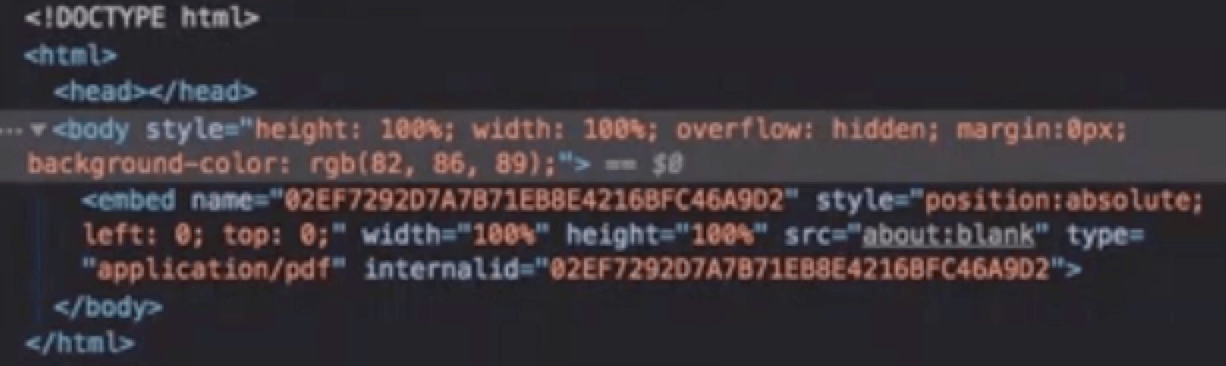 <!DOCTYPE html>
<html>
<head></head>
<body style="height: 100%; width: 100%; overflow: hidden; margin:0px;
background-color: rgb(82, 86, 89);"> == $0
<embed name="02EF7292D7A7B71EB8E4216BFC46A9D2" style="position:absolute;
left: 0; top: 0;" width="100%" height="100%" src="about:blank" type=
"application/pdf" internalid="02EF7292D7A7B71EB8E4216BFC46A9D2">
</body>
</html>